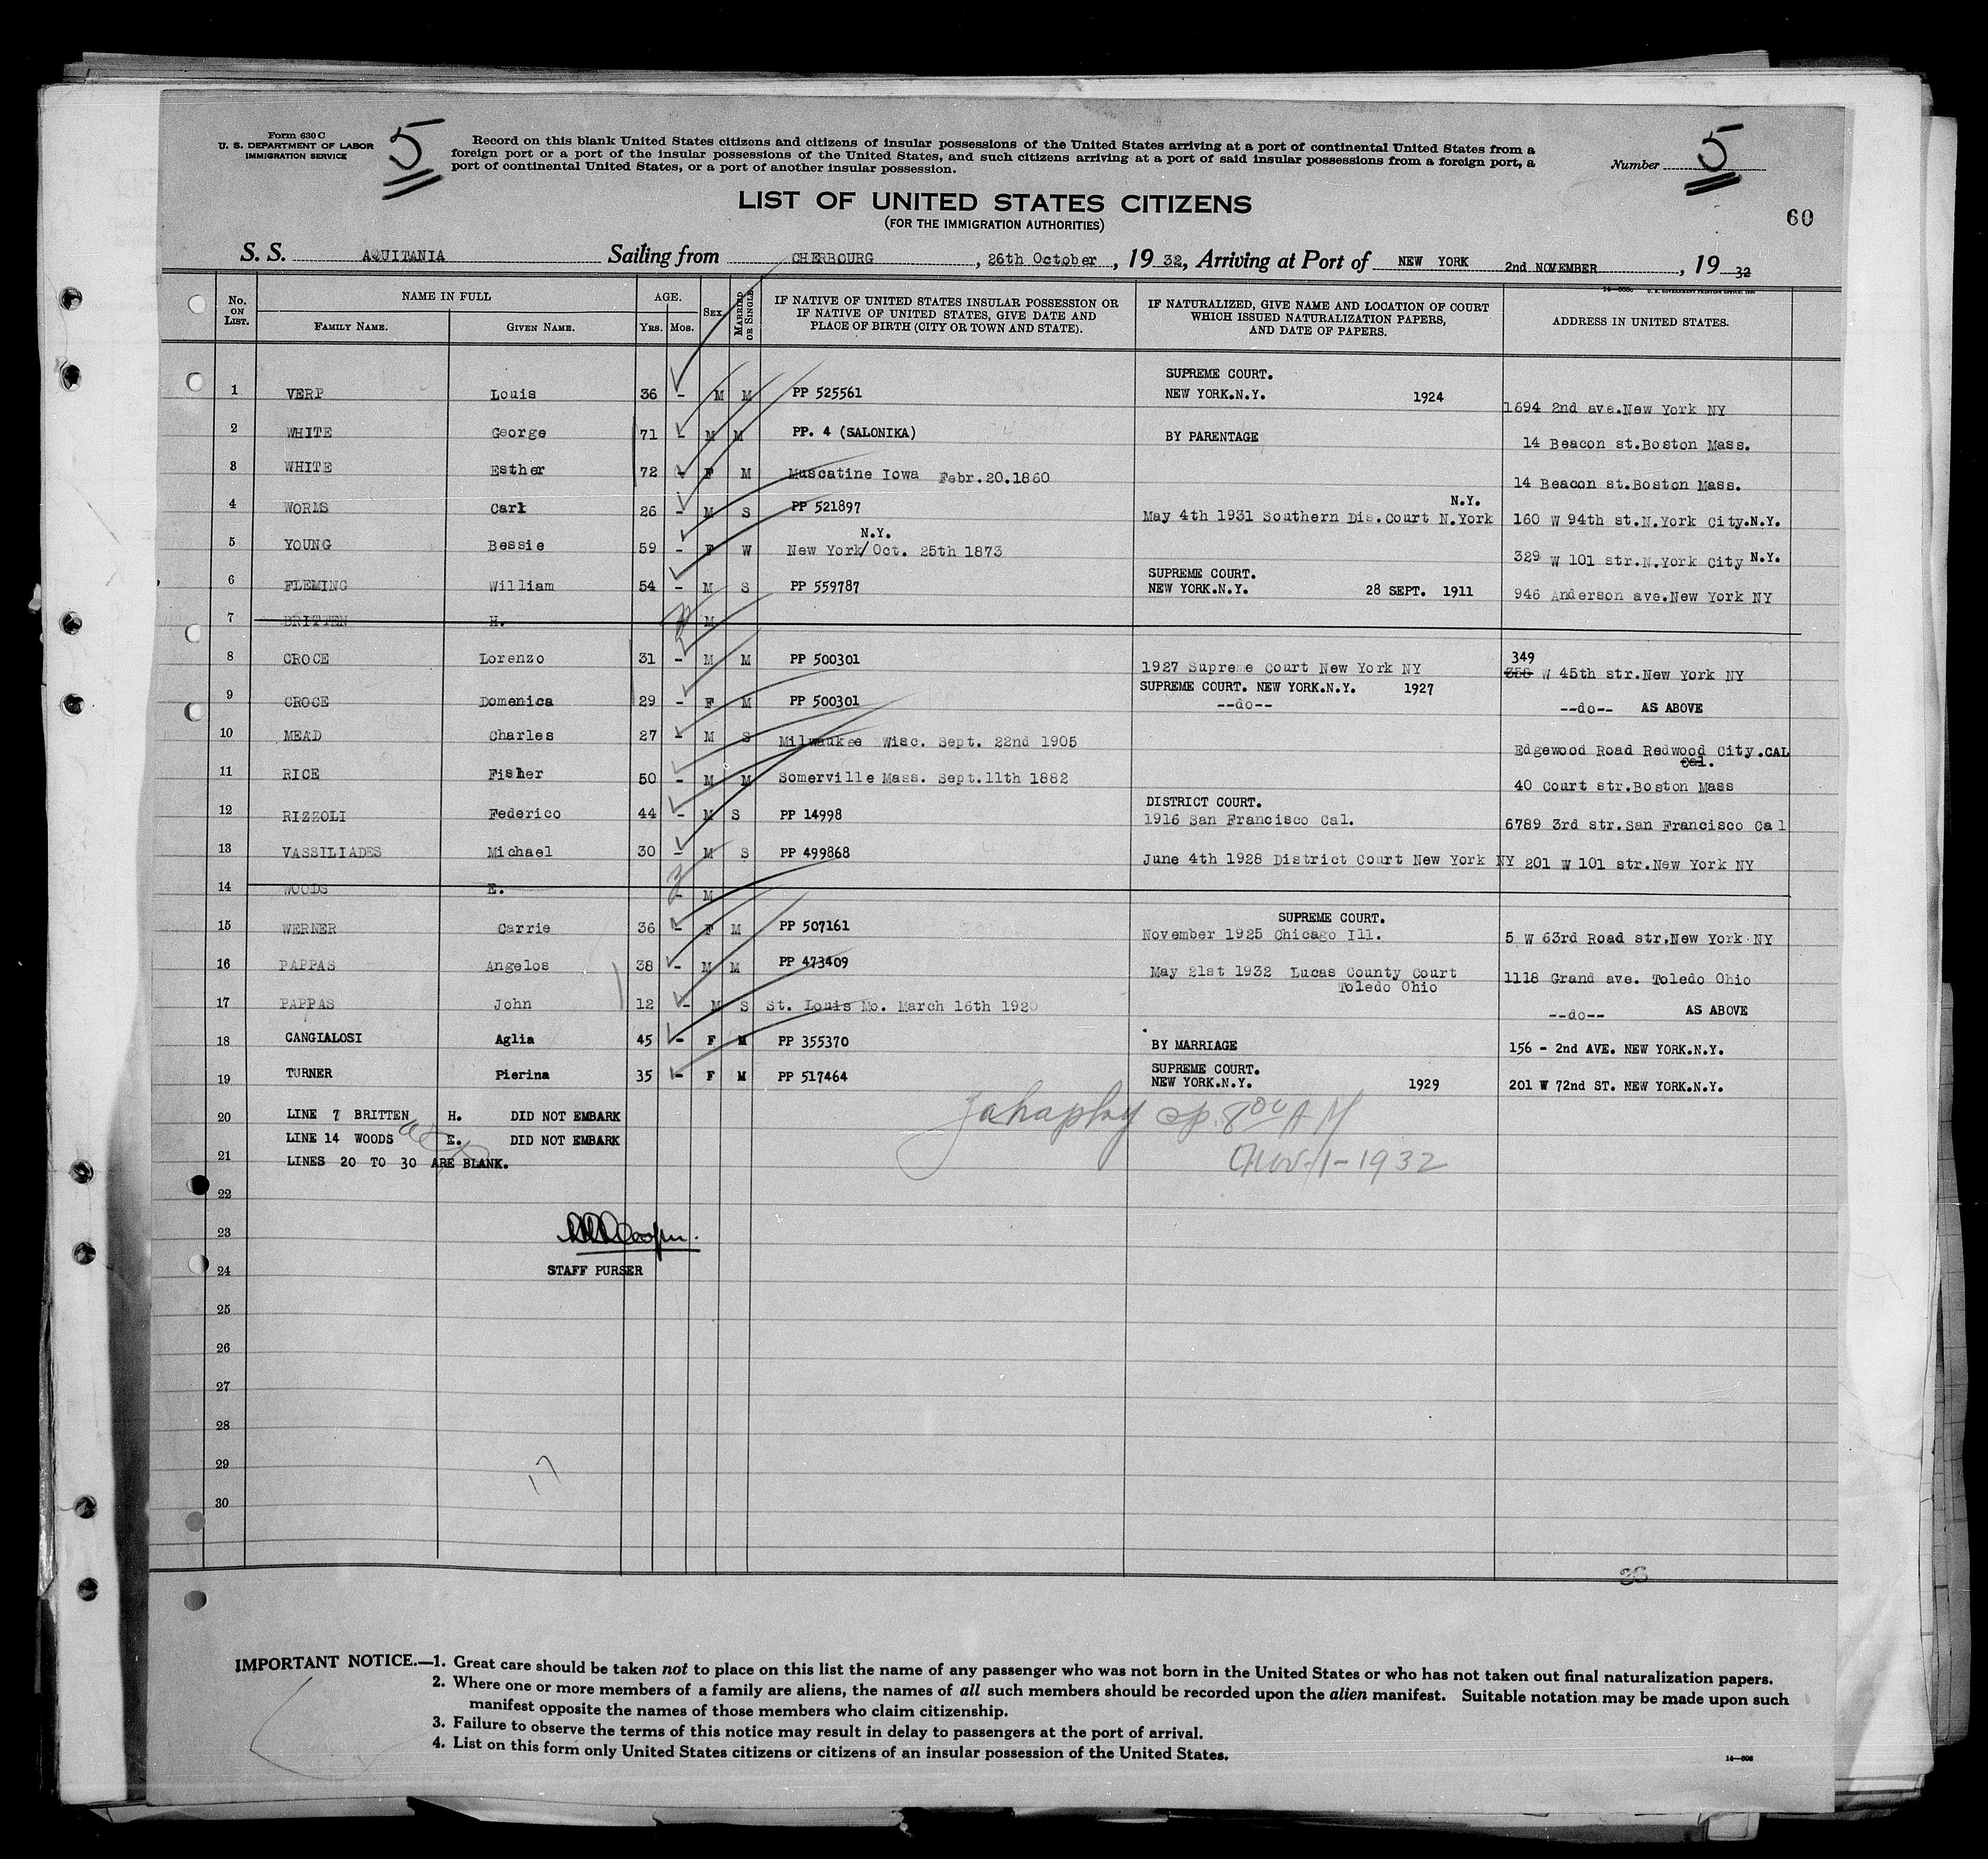 Form 630 C
U. S. DEPARTMENT OF LABOR
IMMIGRATION SERVICE
5
Record on this blank United States citizens and citizens of insular possessions of the United States arriving at a port of continental United States from a
foreign port or a port of the insular possessions of the United States, and such citizens arriving at a port of said insular possessions from a foreign port, a
port of continental United States, or a port of another insular possession.
Number 5
LIST OF UNITED STATES CITIZENS
(FOR THE IMMIGRATION AUTHORITIES)
60
S. S. AQUITANIA Sailing from CHERBOURG, 26th October, 19 32, Arriving at Port of NEW YORK 2nd NOVEMBER, 19 32
No. ON LIST. NAME IN FULL FAMILY NAME. GIVEN NAME. AGE. Yrs. Mos. SEX MARRIED OR SINGLE
IF NATIVE OF UNITED STATES INSULAR POSSESSION OR
IF NATIVE OF UNITED STATES, GIVE DATE AND
PLACE OF BIRTH (CITY OR TOWN AND STATE).
IF NATURALIZED, GIVE NAME AND LOCATION OF COURT
WHICH ISSUED NATURALIZATION PAPERS,
AND DATE OF PAPERS.
ADDRESS IN UNITED STATES.
SUPREME COURT.
1 VERP Louis 36 - M M PP 525561 NEW YORK.N.Y. 1924 1694 2nd ave.New York NY
2 WHITE George 71 - M M PP. 4 (SALONIKA) BY PARENTAGE 14 Beacon st.Boston Mass.
3 WHITE Esther 72 - F M Muscatine Iowa Febr.20.1860 14 Beacon st.Boston Mass.
N.Y.
4 WORMS Carl 26 - M S PP 521897 May 4th 1931 Southern Dis.Court N.York 160 W 94th st.N.York City.N.Y.
N.Y.
5 YOUNG Bessie 59 - F W New York/Oct. 25th 1873 329 W 101 str.N.York City N.Y.
SUPREME COURT.
6 FLEMING William 54 - M S PP 559787 NEW YORK.N.Y. 28 SEPT. 1911 946 Anderson ave.New York NY
7 BRITTEN H. M
349
8 CROCE Lorenzo 31 - M M PP 500301 1927 Supreme Court New York NY 358 W 45th str.New York NY
SUPREME COURT. NEW YORK.N.Y. 1927
9 CROCE Domenica 29 - F M PP 500301 --do-- --do-- AS ABOVE
10 MEAD Charles 27 - M S Milwaukee Wisc. Sept. 22nd 1905 Edgewood Road Redwood City.CAL
Cal.
11 RICE Fisher 50 - M M Somerville Mass. Sept.11th 1882 40 Court str.Boston Mass
DISTRICT COURT.
12 RIZZOLI Federico 44 - M S PP 14998 1916 San Francisco Cal. 6789 3rd str.San Francisco Cal
13 VASSILIADES Michael 30 - M S PP 499868 June 4th 1928 District Court New York NY 201 W 101 str.New York NY
14 WOODS E. - M
SUPREME COURT.
15 WERNER Carrie 36 - F M PP 507161 November 1925 Chicago Ill. 5 W 63rd Road str.New York NY
16 PAPPAS Angelos 38 - M M PP 473409 May 21st 1932 Lucas County Court 1118 Grand ave. Toledo Ohio
Toledo Ohio
17 PAPPAS John 12 - M S St. Louis Mo. March 16th 1920 --do-- AS ABOVE
18 CANGIALOSI Aglia 45 - F M PP 355370 BY MARRIAGE 156 - 2nd AVE. NEW YORK.N.Y.
SUPREME COURT.
19 TURNER Pierina 35 - F M PP 517464 NEW YORK.N.Y. 1929 201 W 72nd ST. NEW YORK.N.Y.
20 LINE 7 BRITTEN H. DID NOT EMBARK
LINE 14 WOODS E. DID NOT EMBARK
21 LINES 20 TO 30 ARE BLANK.
8 00 AM
Nov. 1-1932
22
23
24 STAFF PURSER
25
26
27
28
29
17
30
IMPORTANT NOTICE.—1. Great care should be taken not to place on this list the name of any passenger who was not born in the United States or who has not taken out final naturalization papers.
2. Where one or more members of a family are aliens, the names of all such members should be recorded upon the alien manifest. Suitable notation may be made upon such
manifest opposite the names of those members who claim citizenship.
3. Failure to observe the terms of this notice may result in delay to passengers at the port of arrival.
4. List on this form only United States citizens or citizens of an insular possession of the United States.